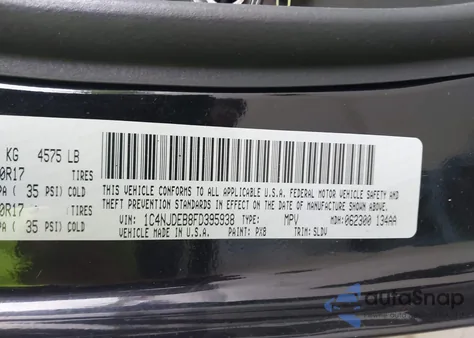 KG 4575 LB
0R17 TIRES
PA ( 35 PSI) COLD
0R17 TIRES
PA ( 35 PSI) COLD
THIS VEHICLE CONFORMS TO ALL APPLICABLE U.S.A. FEDERAL MOTOR VEHICLE SAFETY AND
THEFT PREVENTION STANDARDS IN EFFECT ON THE DATE OF MANUFACTURE SHOWN ABOVE.
VIN: 1C4NJDEB8FD395938 TYPE: MPV MDH: 062300 134AA
VEHICLE MADE IN U.S.A. PAINT: PX8 TRIM: SLDV
autoSnap